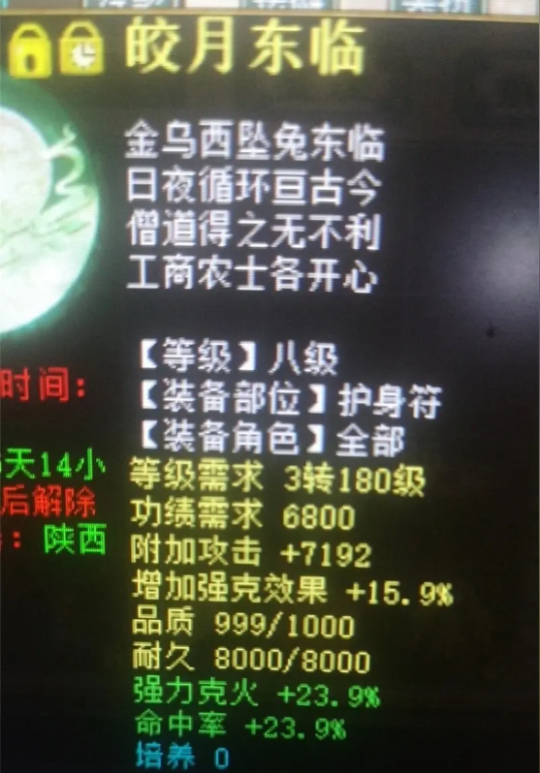 皎月东临
金乌西坠兔东临
日夜循环亘古今
僧道得之无不利
工商农士各开心
【等级】八级
【装备部位】护身符
【装备角色】全部
等级需求 3转180级
功绩需求 6800
附加攻击 +7192
增加强克效果 +15.9%
品质 999/1000
耐久 8000/8000
强力克火 +23.9%
命中率 +23.9%
培养 0
时间：
天14小
后解除
：陕西